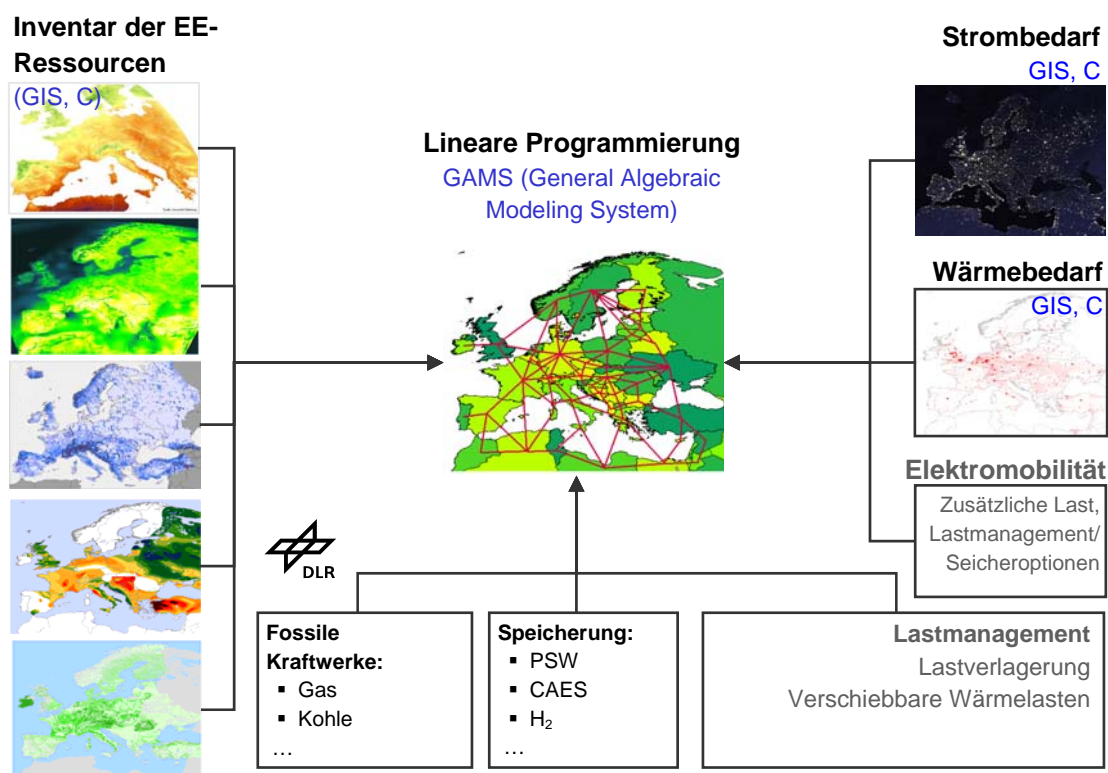 Inventar der EE-
Ressourcen
(GIS, C)
Lineare Programmierung
GAMS (General Algebraic
Modeling System)
Strombedarf
GIS, C
Wärmebedarf
GIS, C
Elektromobilität
Zusätzliche Last,
Lastmanagement/
Seicheroptionen
DLR
Fossile
Kraftwerke:
▪ Gas
▪ Kohle
…
Speicherung:
▪ PSW
▪ CAES
▪ H₂
…
Lastmanagement
Lastverlagerung
Verschiebbare Wärmelasten